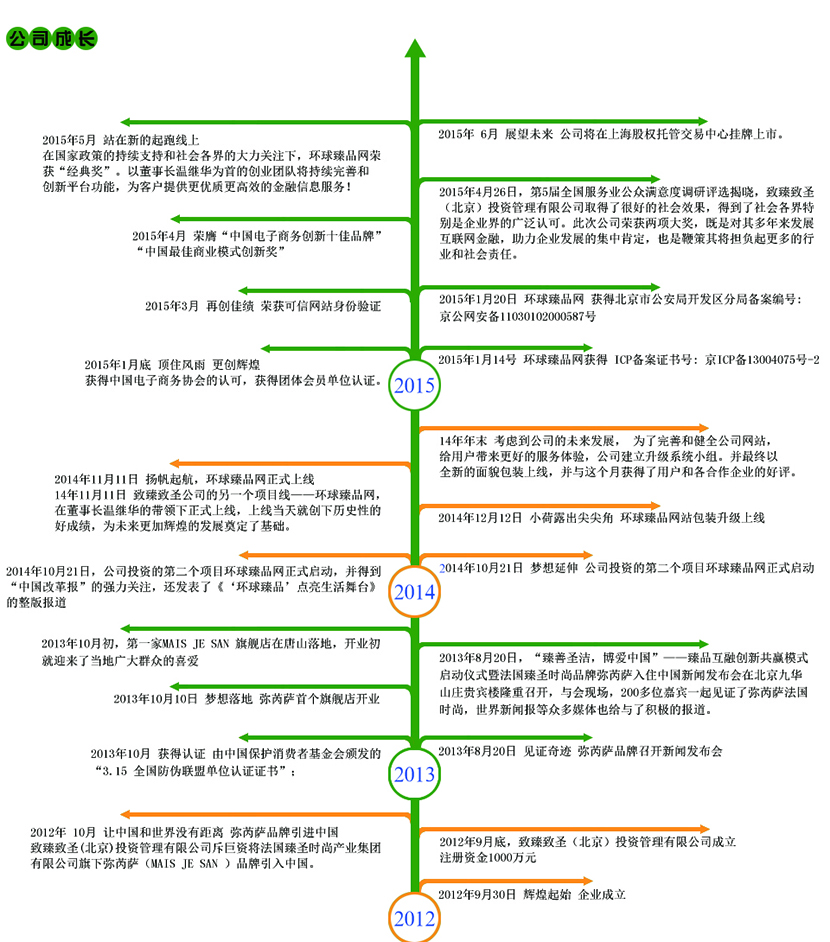 公司成长
2015年5月 站在新的起跑线上
在国家政策的持续支持和社会各界的大力关注下，环球臻品网荣
获“经典奖”。以董事长温继华为首的创业团队将持续完善和
创新平台功能，为客户提供更优质更高效的金融信息服务！
2015年 6月 展望未来 公司将在上海股权托管交易中心挂牌上市。
2015年4月26日，第5届全国服务业公众满意度调研评选揭晓，致臻致圣
（北京）投资管理有限公司取得了很好的社会效果，得到了社会各界特
别是企业界的广泛认可。此次公司荣获两项大奖，既是对其多年来发展
互联网金融，助力企业发展的集中肯定，也是鞭策其将担负起更多的行
业和社会责任。
2015年4月 荣膺“中国电子商务创新十佳品牌”
“中国最佳商业模式创新奖”
2015年3月 再创佳绩 荣获可信网站身份验证
2015年1月20日 环球臻品网 获得北京市公安局开发区分局备案编号：
京公网安备11030102000587号
2015年1月底 顶住风雨 更创辉煌
获得中国电子商务协会的认可，获得团体会员单位认证。
2015年1月14号 环球臻品网获得 ICP备案证书号：京ICP备13004075号-2
2015
14年年末 考虑到公司的未来发展， 为了完善和健全公司网站，
给用户带来更好的服务体验，公司建立升级系统小组。并最终以
全新的面貌包装上线，并与这个月获得了用户和各合作企业的好评。
2014年11月11日 扬帆起航，环球臻品网正式上线
14年11月11日 致臻致圣公司的另一个项目线——环球臻品网，
在董事长温继华的带领下正式上线，上线当天就创下历史性的
好成绩，为未来更加辉煌的发展奠定了基础。
2014年12月12日 小荷露出尖尖角 环球臻品网站包装升级上线
2014年10月21日，公司投资的第二个项目环球臻品网正式启动，并得到
“中国改革报”的强力关注，还发表了《‘环球臻品’点亮生活舞台》
的整版报道
2014年10月21日 梦想延伸 公司投资的第二个项目环球臻品网正式启动
2014
2013年10月初，第一家MAIS JE SAN 旗舰店在唐山落地，开业初
就迎来了当地广大群众的喜爱
2013年8月20日，“臻善圣洁，博爱中国”——臻品互融创新共赢模式
启动仪式暨法国臻圣时尚品牌弥芮萨入住中国新闻发布会在北京九华
山庄贵宾楼隆重召开，与会现场，200多位嘉宾一起见证了弥芮萨法国
时尚，世界新闻报等众多媒体也给与了积极的报道。
2013年10月10日 梦想落地 弥芮萨首个旗舰店开业
2013年10月 获得认证 由中国保护消费者基金会颁发的
“3.15 全国防伪联盟单位认证证书”；
2013年8月20日 见证奇迹 弥芮萨品牌召开新闻发布会
2013
2012年 10月 让中国和世界没有距离 弥芮萨品牌引进中国
致臻致圣(北京)投资管理有限公司斥巨资将法国臻圣时尚产业集团
有限公司旗下弥芮萨（MAIS JE SAN ）品牌引入中国。
2012年9月底，致臻致圣（北京）投资管理有限公司成立
注册资金1000万元
2012年9月30日 辉煌起始 企业成立
2012